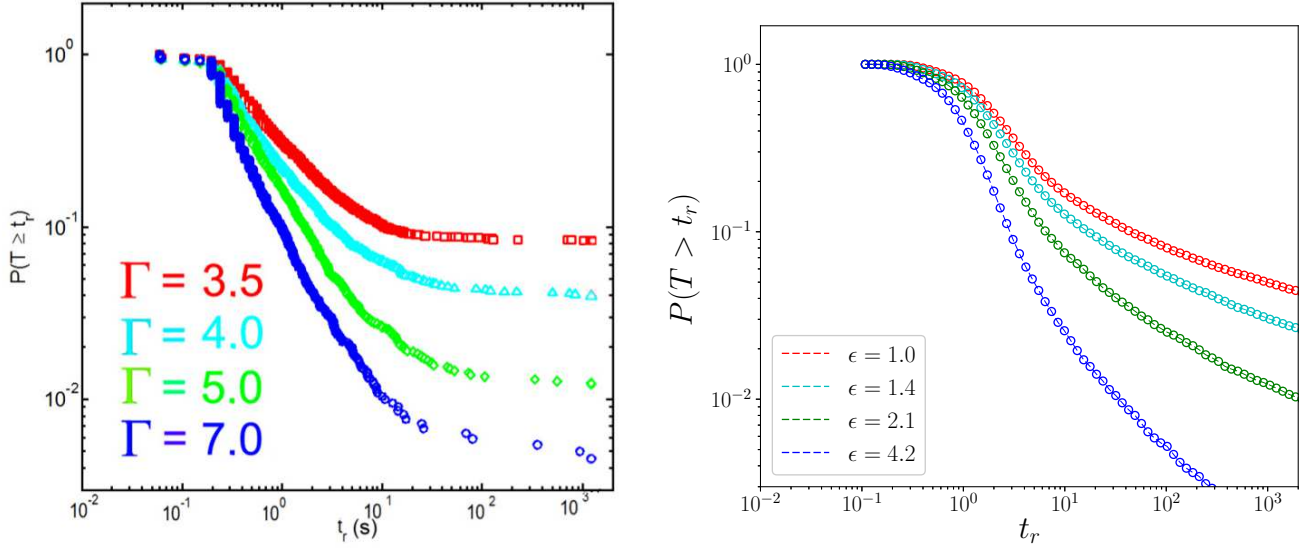 10^0
10^-1
10^-2
P(T ≥ t_r)
Γ = 3.5
Γ = 4.0
Γ = 5.0
Γ = 7.0
10^-2 10^-1 10^0 10^1 10^2 10^3
t_r (s)
10^0
10^-1
10^-2
P(T > t_r)
ϵ = 1.0
ϵ = 1.4
ϵ = 2.1
ϵ = 4.2
10^-2 10^-1 10^0 10^1 10^2 10^3
t_r